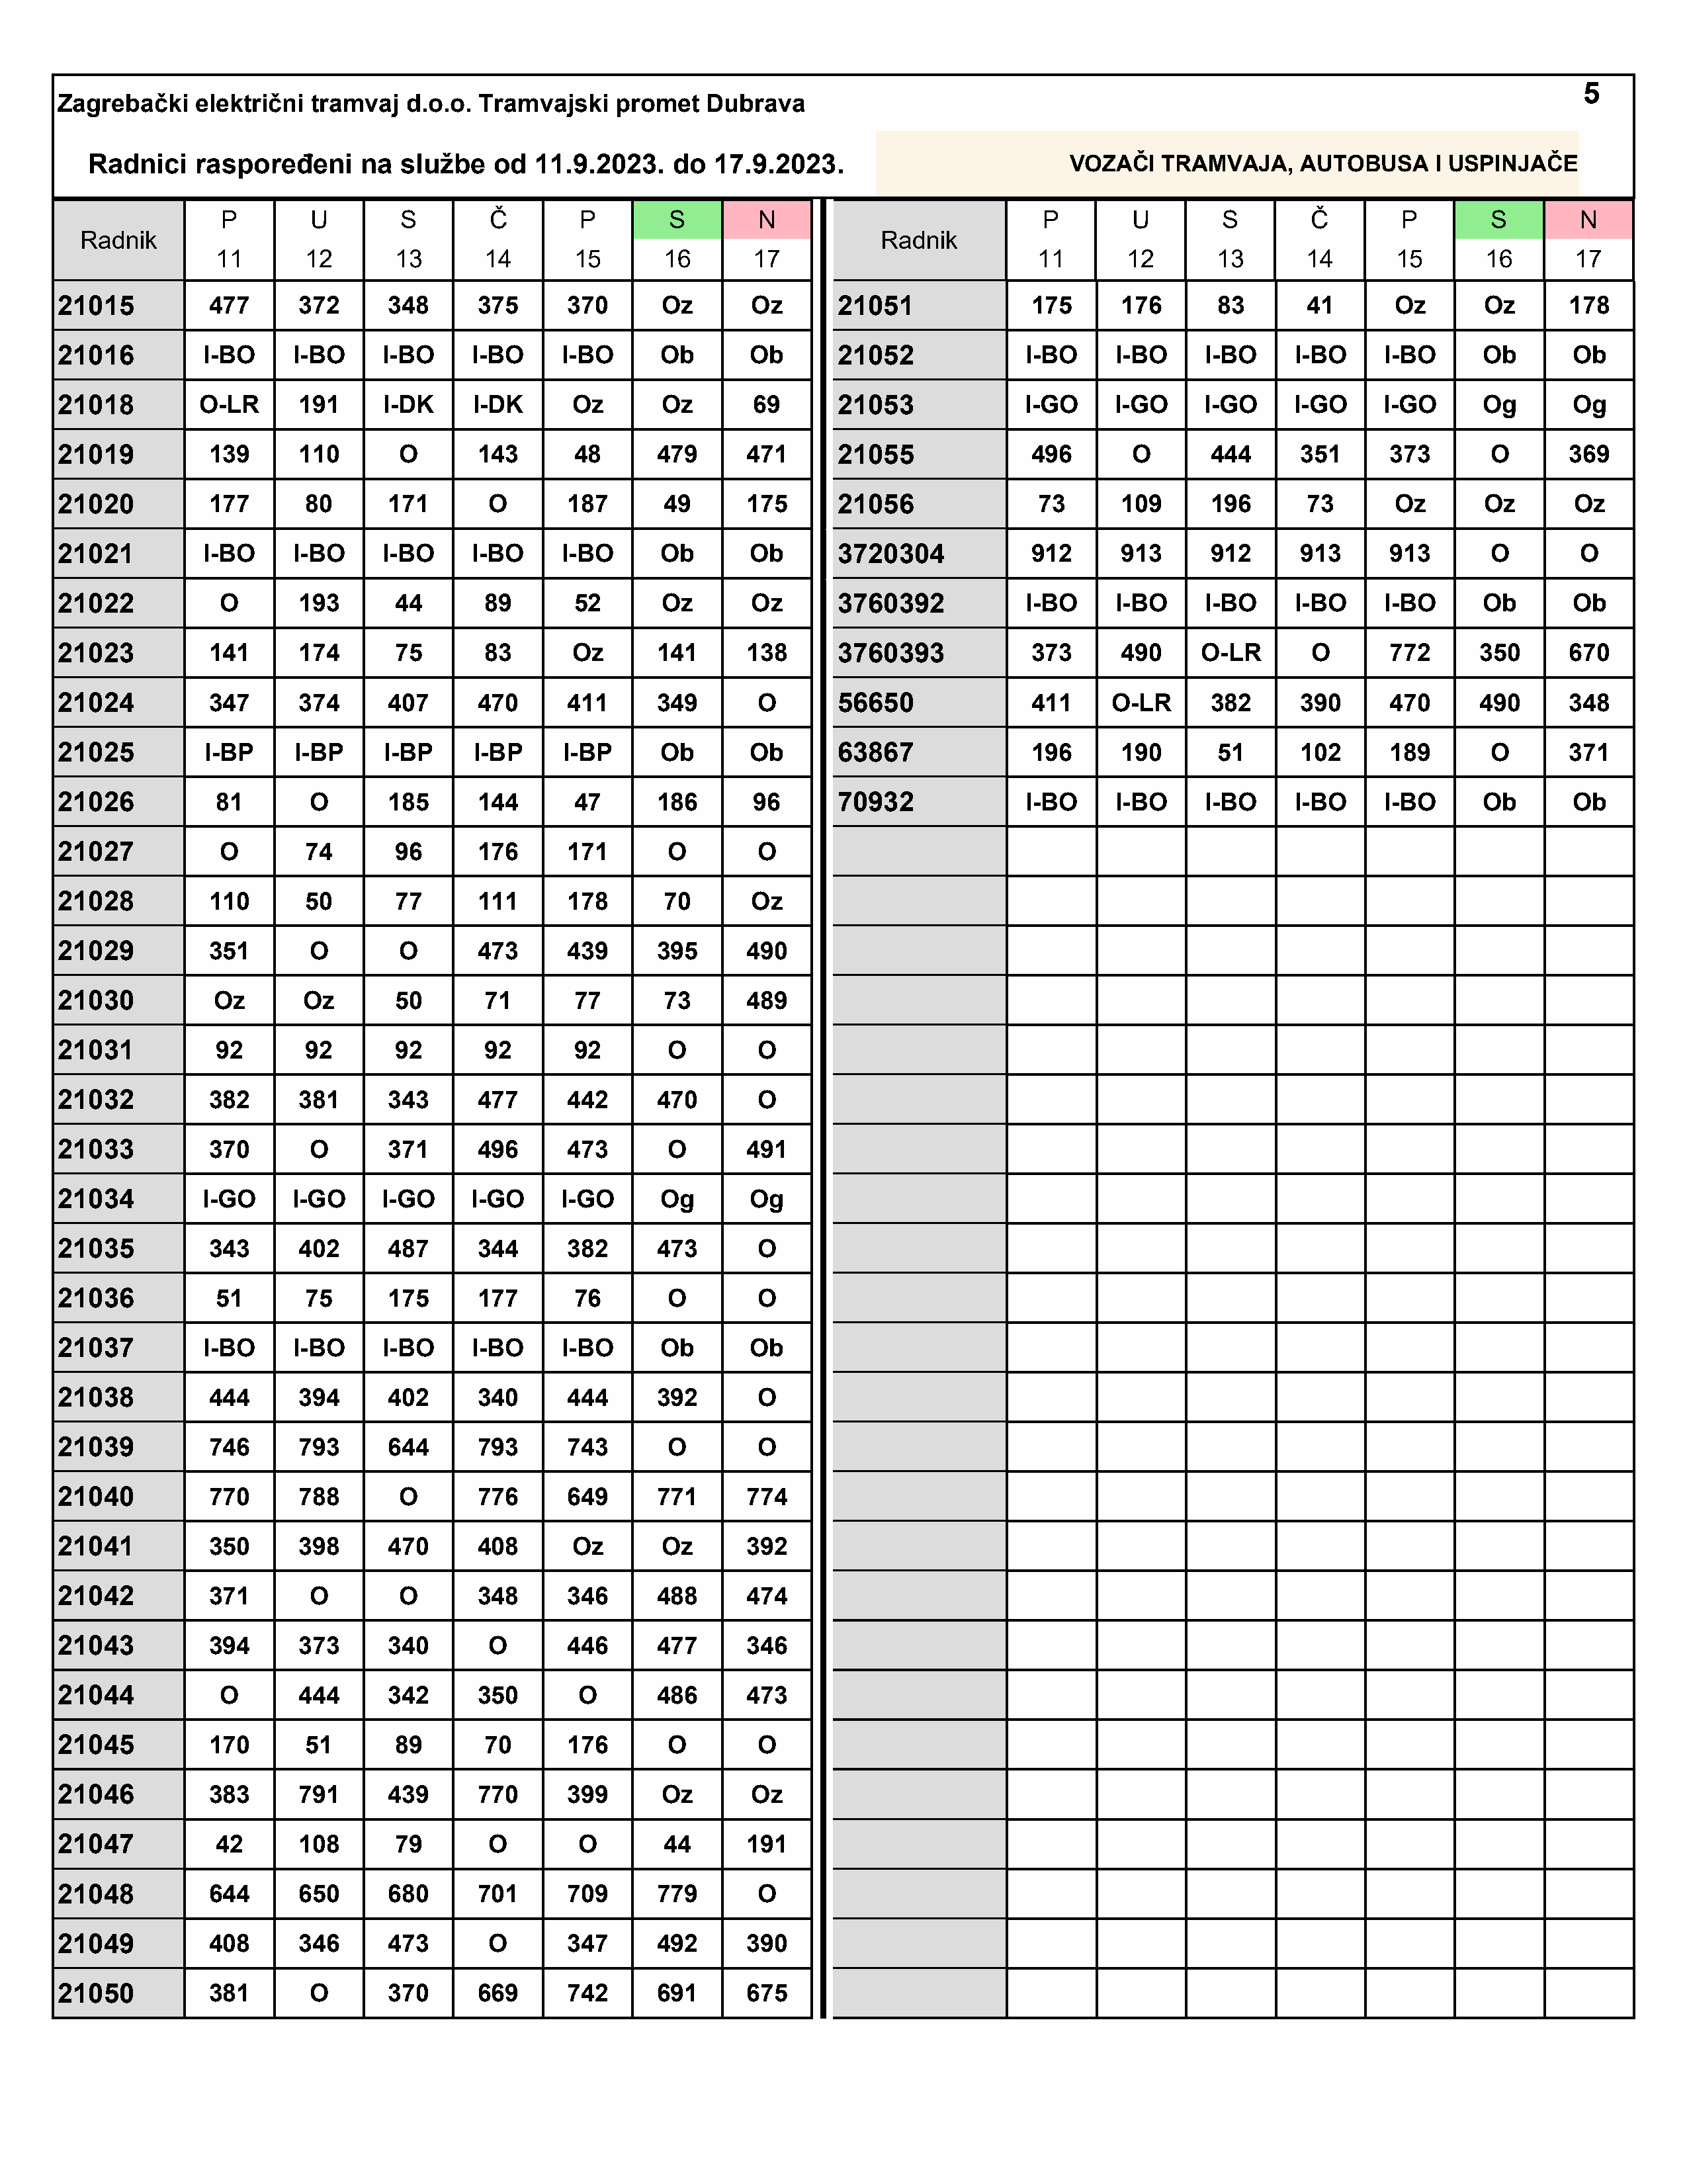 5
Zagrebački električni tramvaj d.o.o. Tramvajski promet Dubrava
Radnici raspoređeni na službe od 11.9.2023. do 17.9.2023. VOZAČI TRAMVAJA, AUTOBUSA I USPINJAČE
Radnik P U S Č P S N Radnik P U S Č P S N
11 12 13 14 15 16 17 11 12 13 14 15 16 17
21015 477 372 348 375 370 Oz Oz 21051 175 176 83 41 Oz Oz 178
21016 I-BO I-BO I-BO I-BO I-BO Ob Ob 21052 I-BO I-BO I-BO I-BO I-BO Ob Ob
21018 O-LR 191 I-DK I-DK Oz Oz 69 21053 I-GO I-GO I-GO I-GO I-GO Og Og
21019 139 110 O 143 48 479 471 21055 496 O 444 351 373 O 369
21020 177 80 171 O 187 49 175 21056 73 109 196 73 Oz Oz Oz
21021 I-BO I-BO I-BO I-BO I-BO Ob Ob 3720304 912 913 912 913 913 O O
21022 O 193 44 89 52 Oz Oz 3760392 I-BO I-BO I-BO I-BO I-BO Ob Ob
21023 141 174 75 83 Oz 141 138 3760393 373 490 O-LR O 772 350 670
21024 347 374 407 470 411 349 O 56650 411 O-LR 382 390 470 490 348
21025 I-BP I-BP I-BP I-BP I-BP Ob Ob 63867 196 190 51 102 189 O 371
21026 81 O 185 144 47 186 96 70932 I-BO I-BO I-BO I-BO I-BO Ob Ob
21027 O 74 96 176 171 O O
21028 110 50 77 111 178 70 Oz
21029 351 O O 473 439 395 490
21030 Oz Oz 50 71 77 73 489
21031 92 92 92 92 92 O O
21032 382 381 343 477 442 470 O
21033 370 O 371 496 473 O 491
21034 I-GO I-GO I-GO I-GO I-GO Og Og
21035 343 402 487 344 382 473 O
21036 51 75 175 177 76 O O
21037 I-BO I-BO I-BO I-BO I-BO Ob Ob
21038 444 394 402 340 444 392 O
21039 746 793 644 793 743 O O
21040 770 788 O 776 649 771 774
21041 350 398 470 408 Oz Oz 392
21042 371 O O 348 346 488 474
21043 394 373 340 O 446 477 346
21044 O 444 342 350 O 486 473
21045 170 51 89 70 176 O O
21046 383 791 439 770 399 Oz Oz
21047 42 108 79 O O 44 191
21048 644 650 680 701 709 779 O
21049 408 346 473 O 347 492 390
21050 381 O 370 669 742 691 675